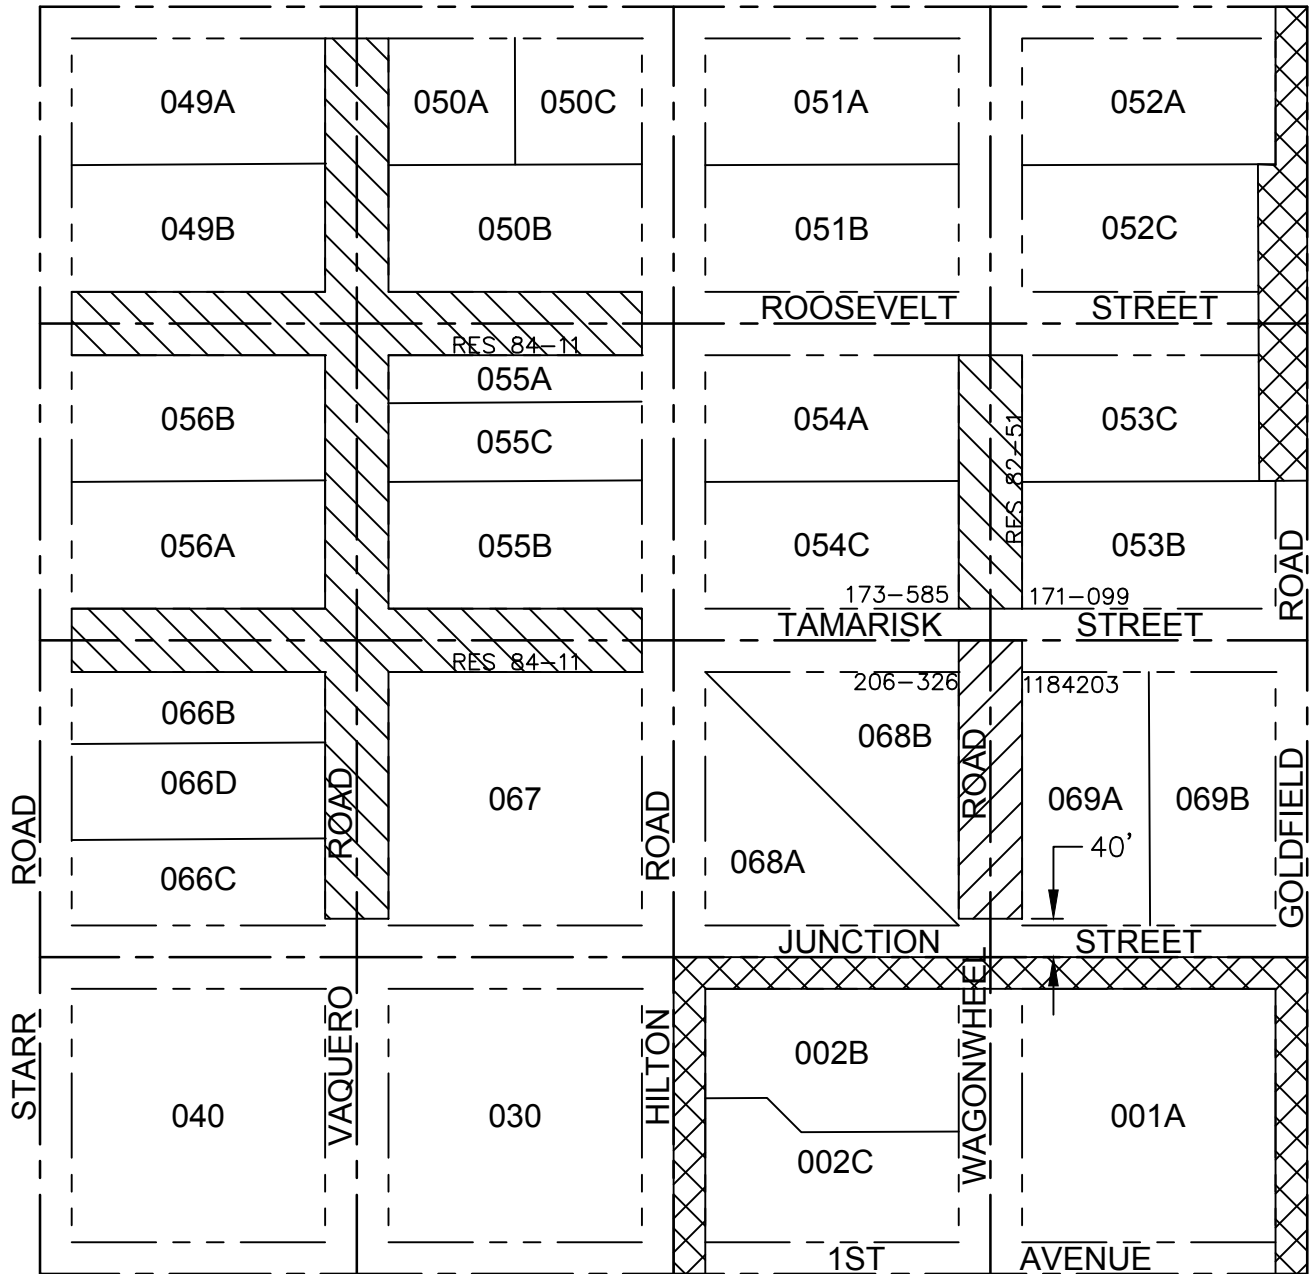 049A
050A
050C
051A
052A
049B
050B
051B
052C
ROOSEVELT STREET
RES 84-11
055A
056B
055C
054A
RES 82-51
053C
056A
055B
054C
053B
ROAD
173-585
171-099
TAMARISK STREET
RES 84-11
206-326
1184203
066B
068B
066D
067
ROAD
069A
069B
ROAD
ROAD
ROAD
GOLDFIELD
40'
068A
066C
JUNCTION STREET
STARR
VAQUERO
HILTON
WAGONWHEEL
002B
040
030
001A
002C
1ST AVENUE